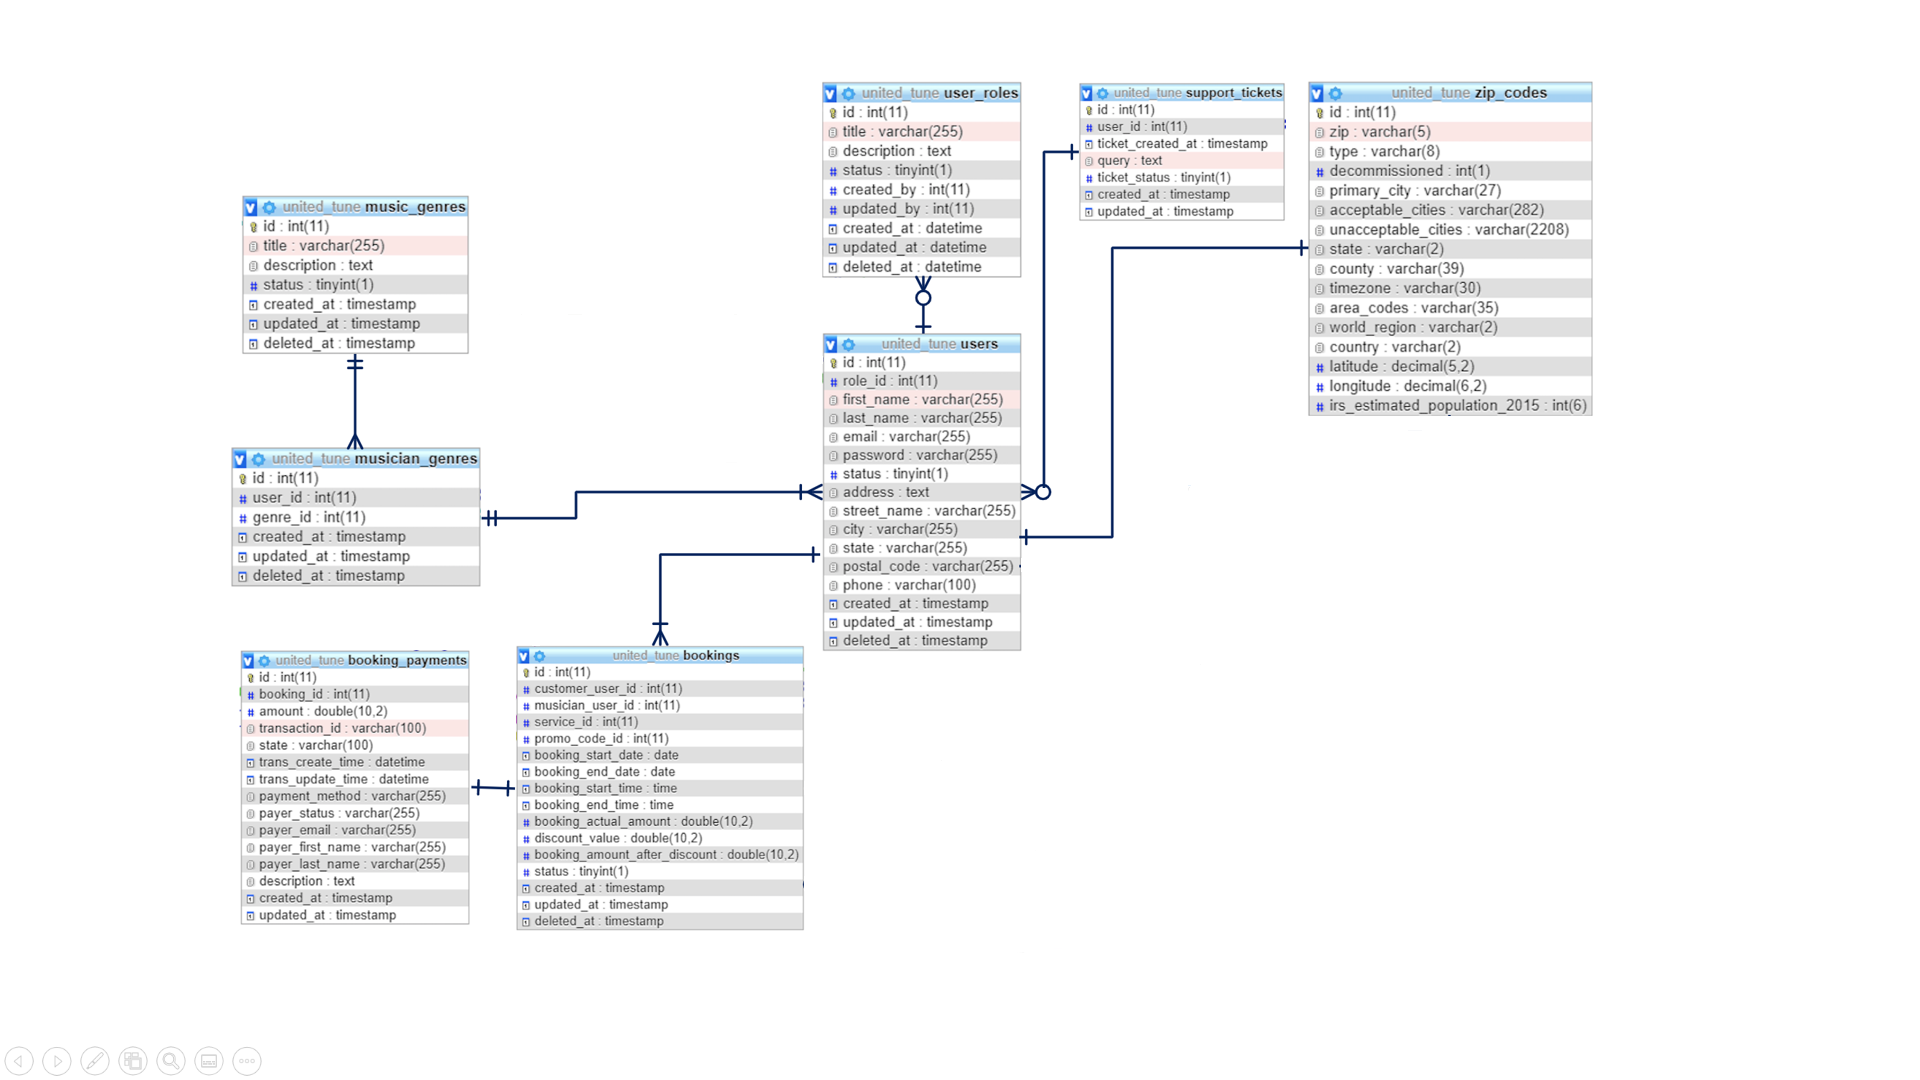 united_tune user_roles
id : int(11)
title : varchar(255)
description : text
status : tinyint(1)
created_by : int(11)
updated_by : int(11)
created_at : datetime
updated_at : datetime
deleted_at : datetime
united_tune support_tickets
id : int(11)
user_id : int(11)
ticket_created_at : timestamp
query : text
ticket_status : tinyint(1)
created_at : timestamp
updated_at : timestamp
united_tune zip_codes
id : int(11)
zip : varchar(5)
type : varchar(8)
decommissioned : int(1)
primary_city : varchar(27)
acceptable_cities : varchar(282)
unacceptable_cities : varchar(2208)
state : varchar(2)
county : varchar(39)
timezone : varchar(30)
area_codes : varchar(35)
world_region : varchar(2)
country : varchar(2)
latitude : decimal(5,2)
longitude : decimal(6,2)
irs_estimated_population_2015 : int(6)
united_tune music_genres
id : int(11)
title : varchar(255)
description : text
status : tinyint(1)
created_at : timestamp
updated_at : timestamp
deleted_at : timestamp
united_tune users
id : int(11)
role_id : int(11)
first_name : varchar(255)
last_name : varchar(255)
email : varchar(255)
password : varchar(255)
status : tinyint(1)
address : text
street_name : varchar(255)
city : varchar(255)
state : varchar(255)
postal_code : varchar(255)
phone : varchar(100)
created_at : timestamp
updated_at : timestamp
deleted_at : timestamp
united_tune musician_genres
id : int(11)
user_id : int(11)
genre_id : int(11)
created_at : timestamp
updated_at : timestamp
deleted_at : timestamp
united_tune booking_payments
id : int(11)
booking_id : int(11)
amount : double(10,2)
transaction_id : varchar(100)
state : varchar(100)
trans_create_time : datetime
trans_update_time : datetime
payment_method : varchar(255)
payer_status : varchar(255)
payer_email : varchar(255)
payer_first_name : varchar(255)
payer_last_name : varchar(255)
description : text
created_at : timestamp
updated_at : timestamp
united_tune bookings
id : int(11)
customer_user_id : int(11)
musician_user_id : int(11)
service_id : int(11)
promo_code_id : int(11)
booking_start_date : date
booking_end_date : date
booking_start_time : time
booking_end_time : time
booking_actual_amount : double(10,2)
discount_value : double(10,2)
booking_amount_after_discount : double(10,2)
status : tinyint(1)
created_at : timestamp
updated_at : timestamp
deleted_at : timestamp